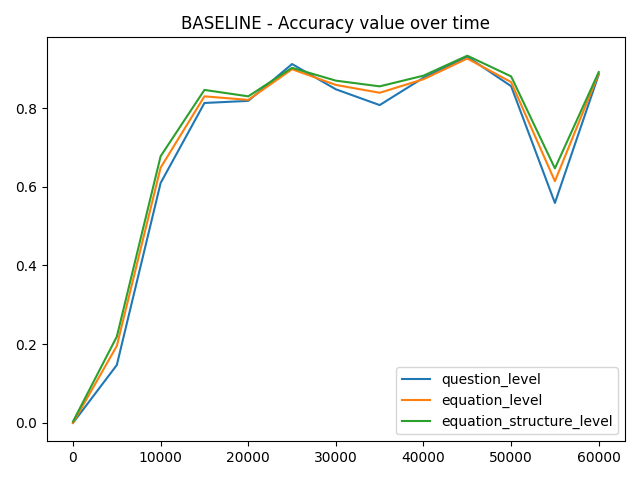 BASELINE - Accuracy value over time
0.8
0.6
0.4
0.2
0.0
question_level
equation_level
equation_structure_level
0 10000 20000 30000 40000 50000 60000